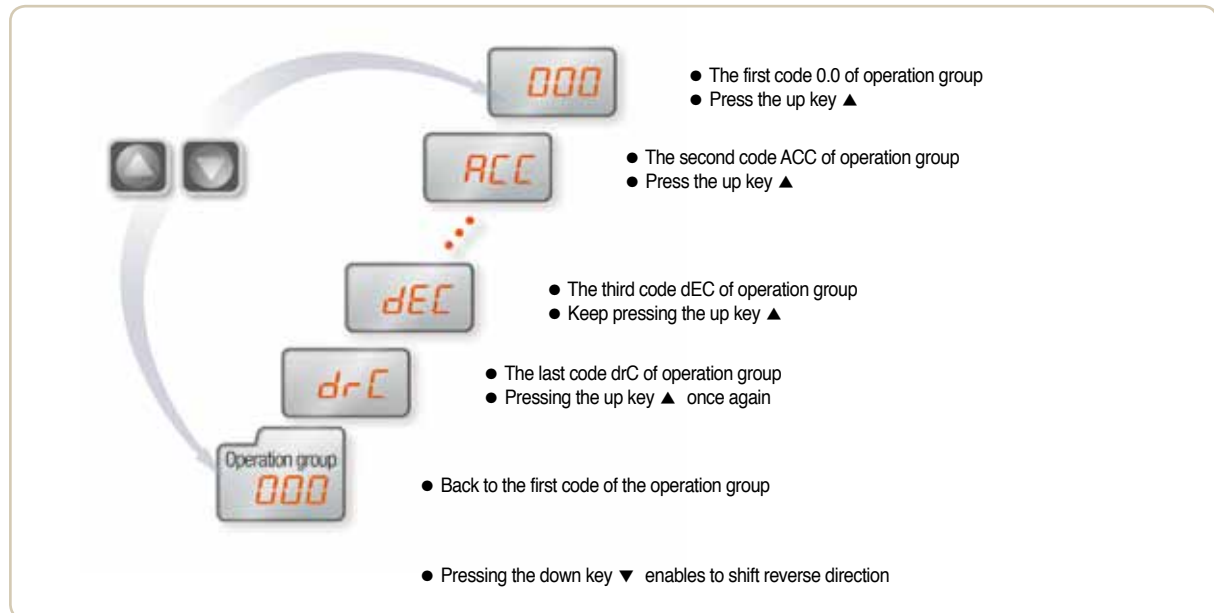 000
● The first code 0.0 of operation group
● Press the up key ▲
ACC
● The second code ACC of operation group
● Press the up key ▲
dEC
● The third code dEC of operation group
● Keep pressing the up key ▲
drC
● The last code drC of operation group
● Pressing the up key ▲ once again
Operation group
000
● Back to the first code of the operation group
● Pressing the down key ▼ enables to shift reverse direction